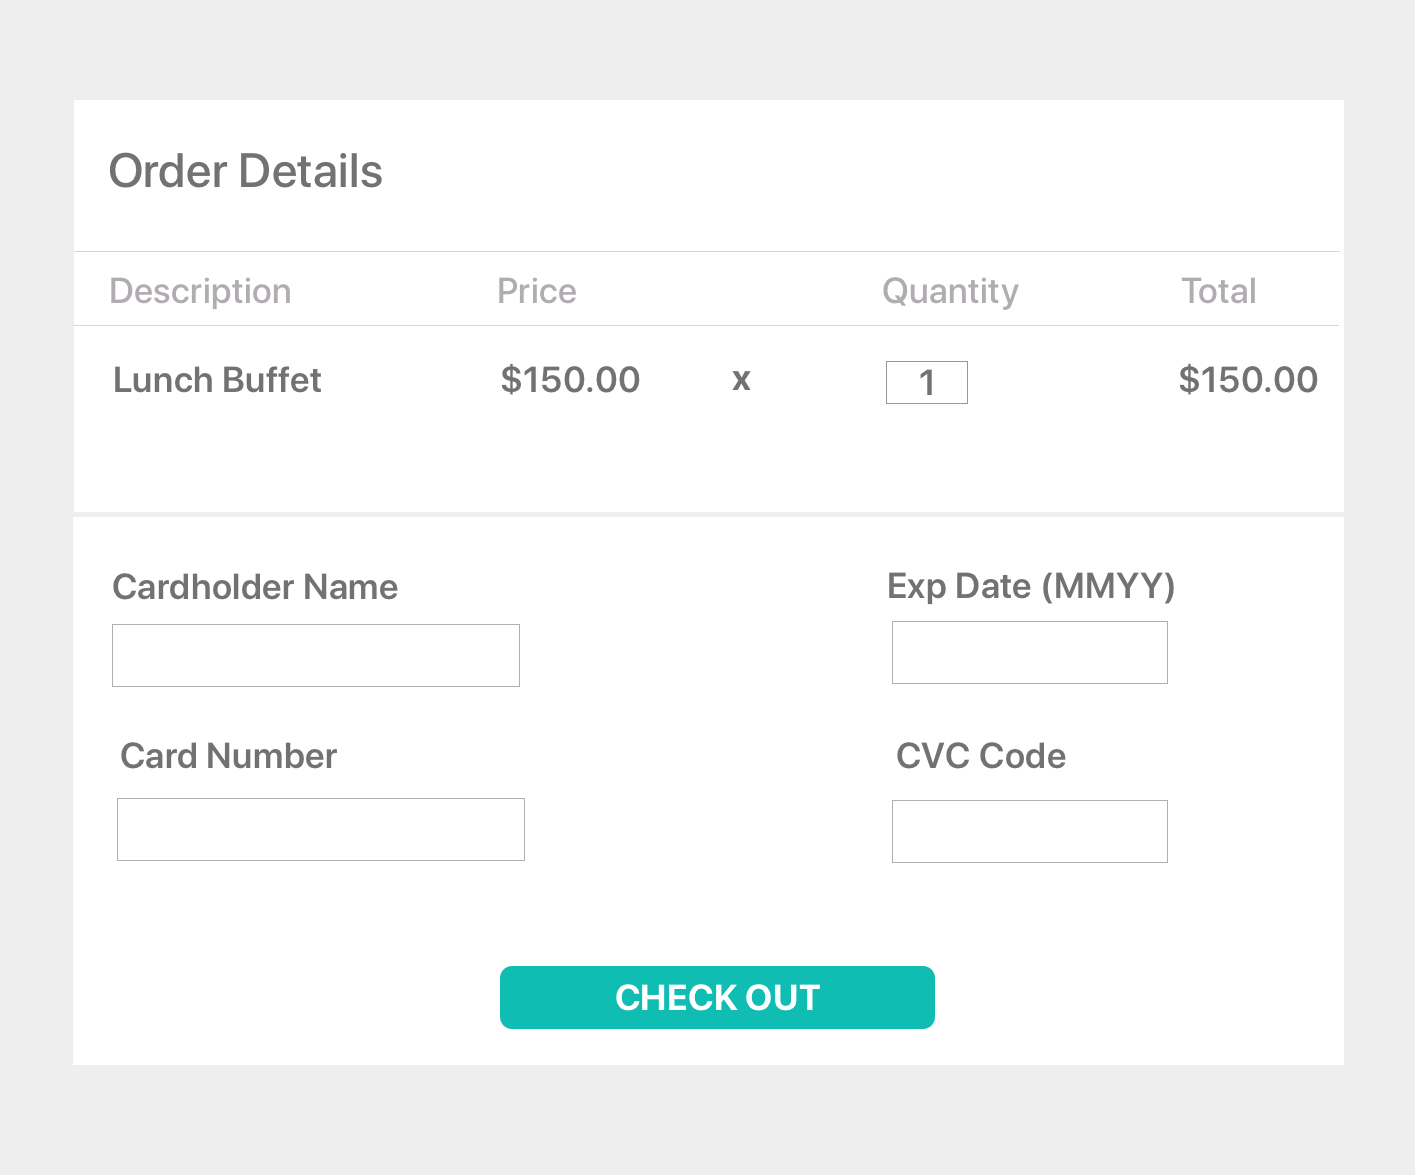 Order Details
Description Price Quantity Total
Lunch Buffet $150.00 x 1 $150.00
Cardholder Name Exp Date (MMYY)
Card Number CVC Code
CHECK OUT